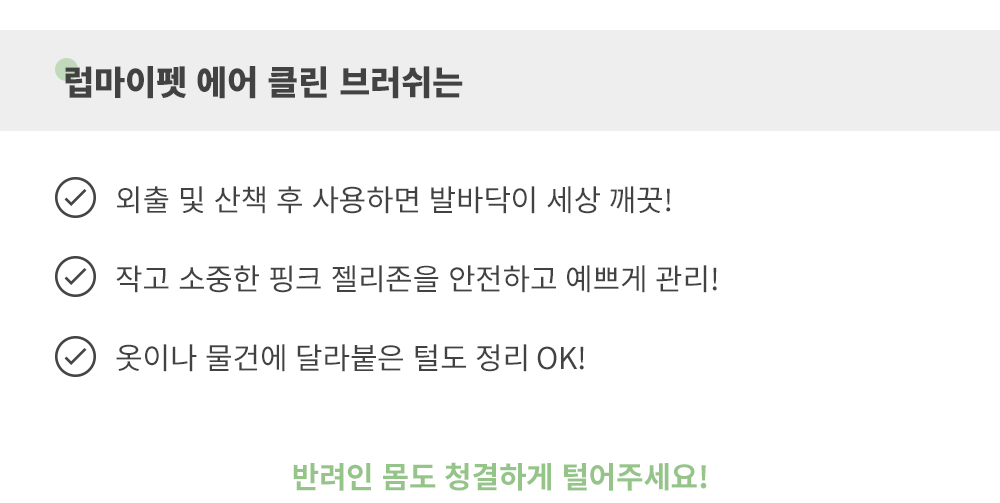 럽마이펫 에어 클린 브러쉬는
외출 및 산책 후 사용하면 발바닥이 세상 깨끗!
작고 소중한 핑크 젤리존을 안전하고 예쁘게 관리!
옷이나 물건에 달라붙은 털도 정리 OK!
반려인 몸도 청결하게 털어주세요!